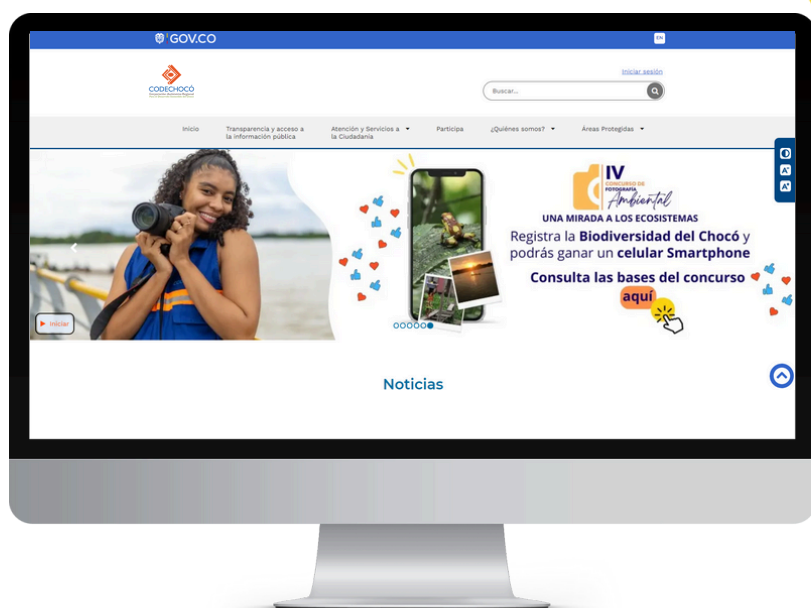 GOV.CO
EN
CODECHOCÓ
Iniciar sesión
Buscar...
Inicio
Transparencia y acceso a
la información pública
Atención y Servicios a
la Ciudadanía
Participa
¿Quiénes somos?
Áreas Protegidas
IV
CONCURSO DE
FOTOGRAFÍA
Ambiental
UNA MIRADA A LOS ECOSISTEMAS
Registra la Biodiversidad del Chocó y
podrás ganar un celular Smartphone
Consulta las bases del concurso
aquí
Iniciar
Noticias